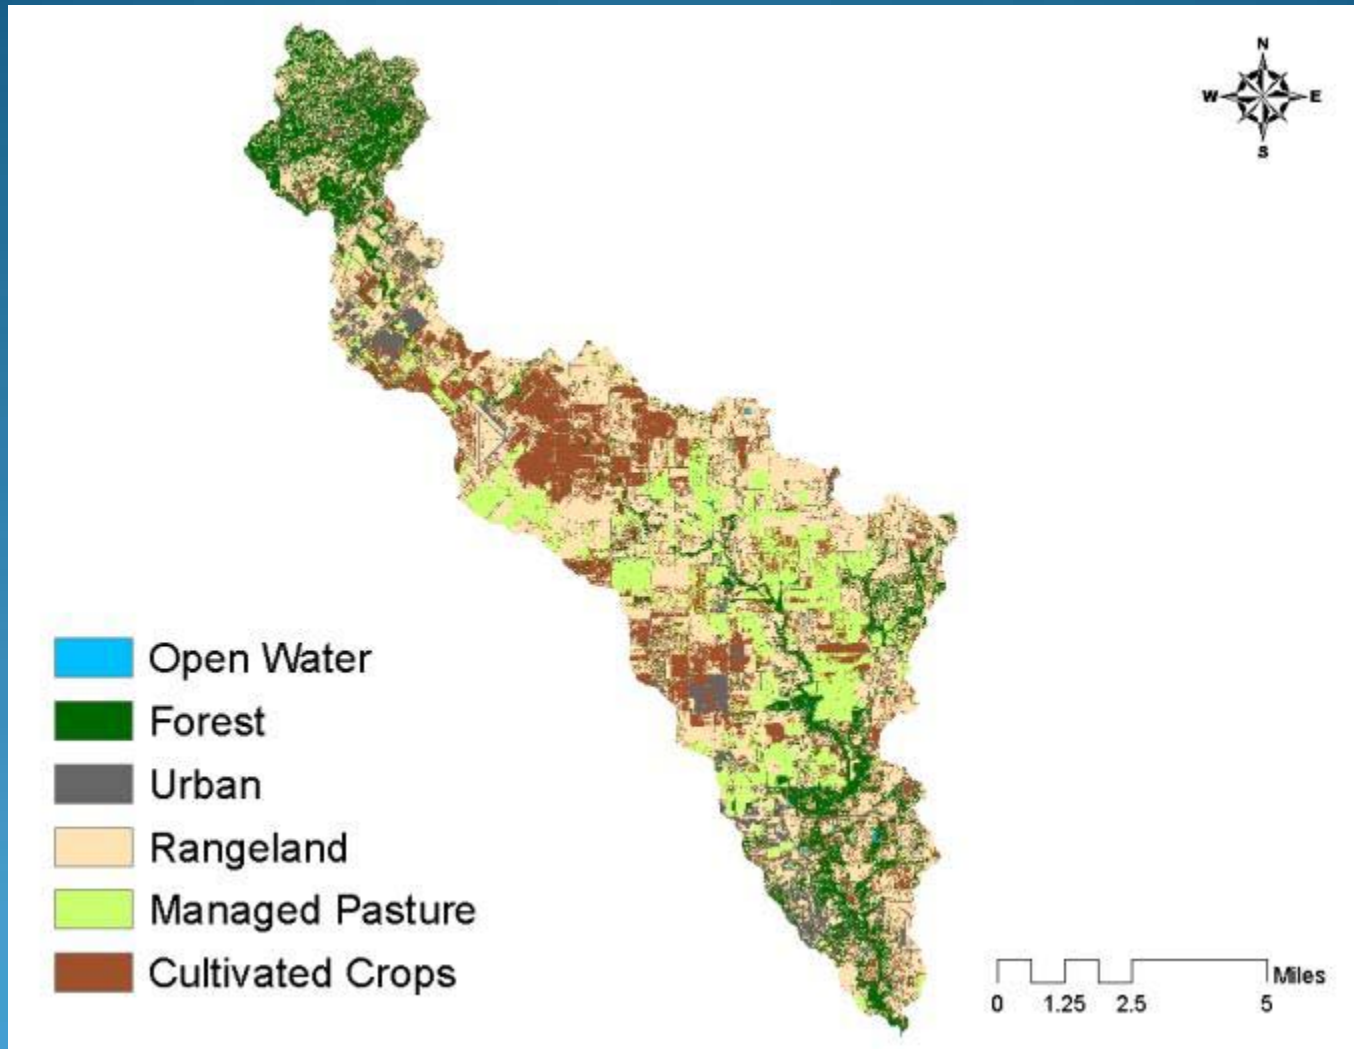 N
W E
S
Open Water
Forest
Urban
Rangeland
Managed Pasture
Cultivated Crops
Miles
0 1.25 2.5 5